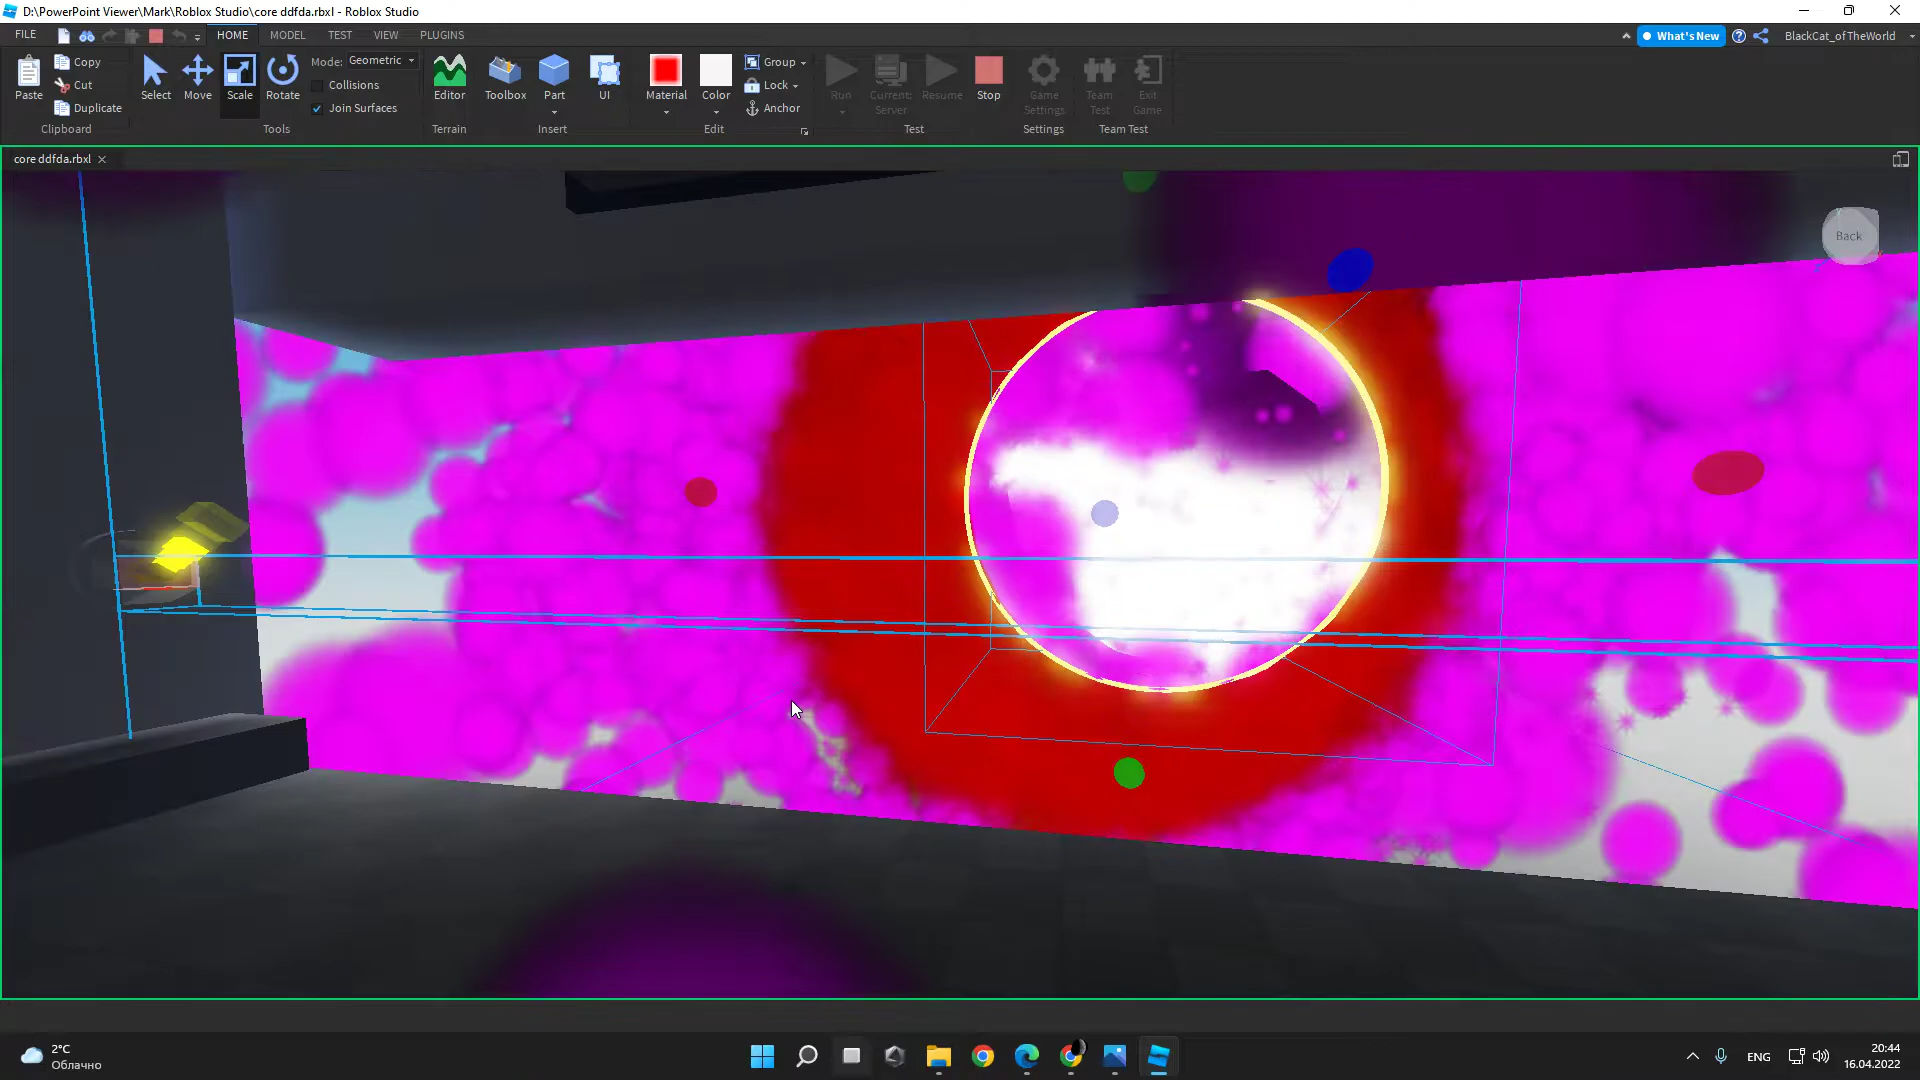 D:\PowerPoint Viewer\Mark\Roblox Studio\core ddfda.rbxl - Roblox Studio
FILE HOME MODEL TEST VIEW PLUGINS What's New BlackCat_ofTheWorld
Paste
Copy
Cut
Duplicate
Clipboard
Select
Move
Scale
Rotate
Mode: Geometric
Collisions
Join Surfaces
Tools
Editor
Terrain
Toolbox
Part
UI
Insert
Material
Color
Group
Lock
Anchor
Edit
Run
Current:
Server
Resume
Stop
Test
Game
Settings
Settings
Team
Test
Exit
Game
Team Test
core ddfda.rbxl
Back
2°C
Облачно
ENG
20:44
16.04.2022